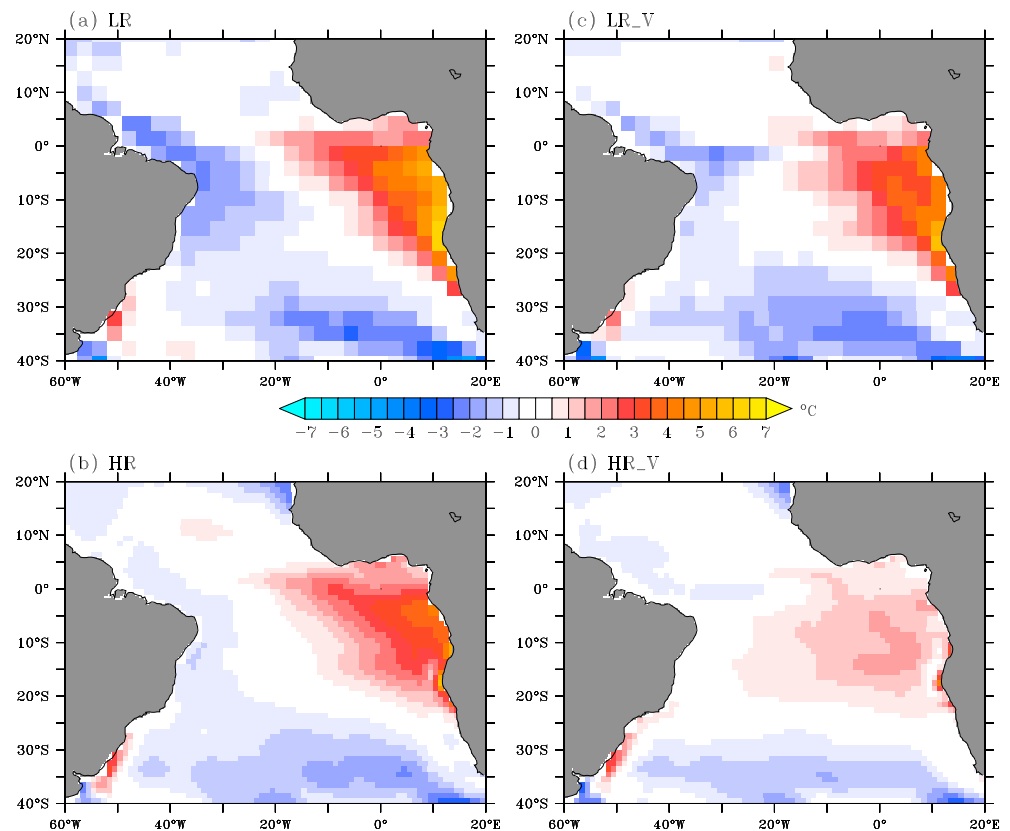 (a) LR
(c) LR_V
20°N 20°N
10°N 10°N
0° 0°
10°S 10°S
20°S 20°S
30°S 30°S
40°S 40°S
60°W 40°W 20°W 0° 20°E 60°W 40°W 20°W 0° 20°E
-7 -6 -5 -4 -3 -2 -1 0 1 2 3 4 5 6 7 °C
(b) HR
(d) HR_V
20°N 20°N
10°N 10°N
0° 0°
10°S 10°S
20°S 20°S
30°S 30°S
40°S 40°S
60°W 40°W 20°W 0° 20°E 60°W 40°W 20°W 0° 20°E